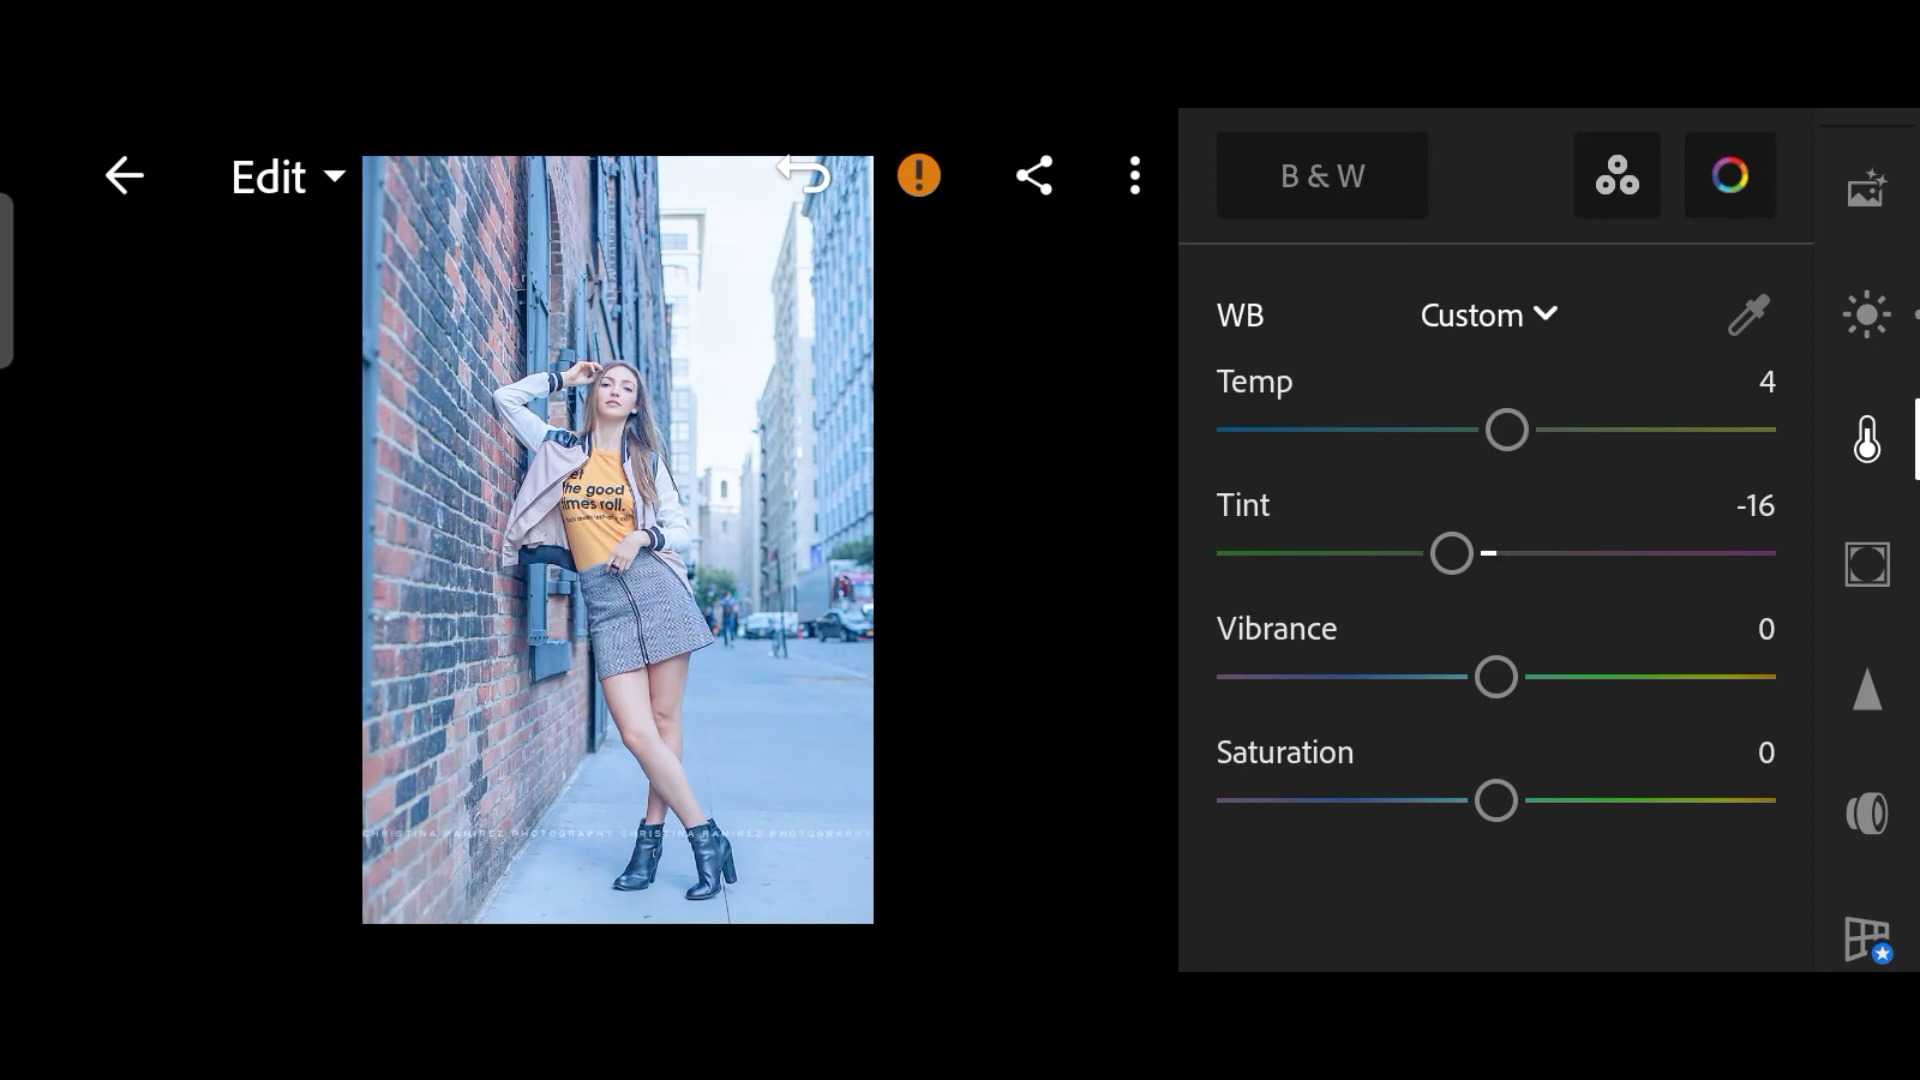 Edit
B & W
WB
Custom
Temp
4
Tint
-16
Vibrance
0
Saturation
0
the good
times roll.
CHRISTINA RAMIREZ PHOTOGRAPHY CHRISTINA RAMIREZ PHOTOGRAPHY